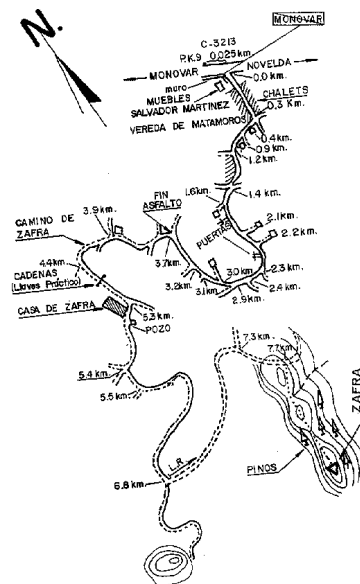 N.
MONOVAR
C-3213
P.K.9 0,025 km.
MONOVAR
NOVELDA
muro
0.0 km.
MUEBLES
SALVADOR MARTINEZ
CHALETS
0,3 Km.
VEREDA DE MATAMOROS
0.4 km.
0.9 km.
1.2 km.
1.6 km.
1.4 km.
FIN
ASFALTO
3.9 km.
CAMINO DE
ZAFRA
PUERTAS
2.1 km.
2.2 km.
4.4 km.
CADENAS
(Llaves Práctico)
3.7 km.
3.2 km.
3.1 km.
3.0 km
2.3 km.
2.4 km.
2.9 km.
CASA DE ZAFRA
5.3 km.
POZO
7.3 km.
7.7 km.
5.4 km.
5.5 km.
ZAFRA
L.R.
PINOS
6.8 km.